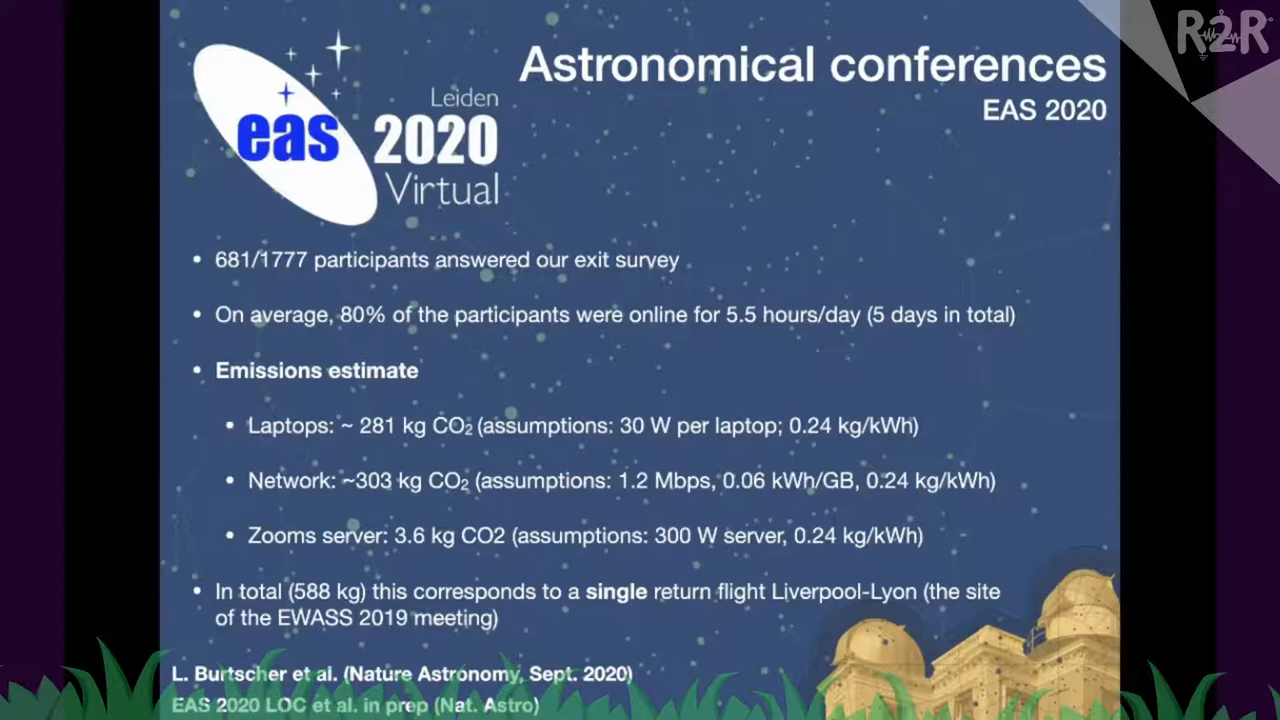 R2R
Astronomical conferences
EAS 2020
eas
Leiden
2020
Virtual
• 681/1777 participants answered our exit survey
• On average, 80% of the participants were online for 5.5 hours/day (5 days in total)
• Emissions estimate
• Laptops: ~ 281 kg CO₂ (assumptions: 30 W per laptop; 0.24 kg/kWh)
• Network: ~303 kg CO₂ (assumptions: 1.2 Mbps, 0.06 kWh/GB, 0.24 kg/kWh)
• Zooms server: 3.6 kg CO2 (assumptions: 300 W server, 0.24 kg/kWh)
• In total (588 kg) this corresponds to a single return flight Liverpool-Lyon (the site
of the EWASS 2019 meeting)
L. Burtscher et al. (Nature Astronomy, Sept. 2020)
EAS 2020 LOC et al. in prep (Nat. Astro)